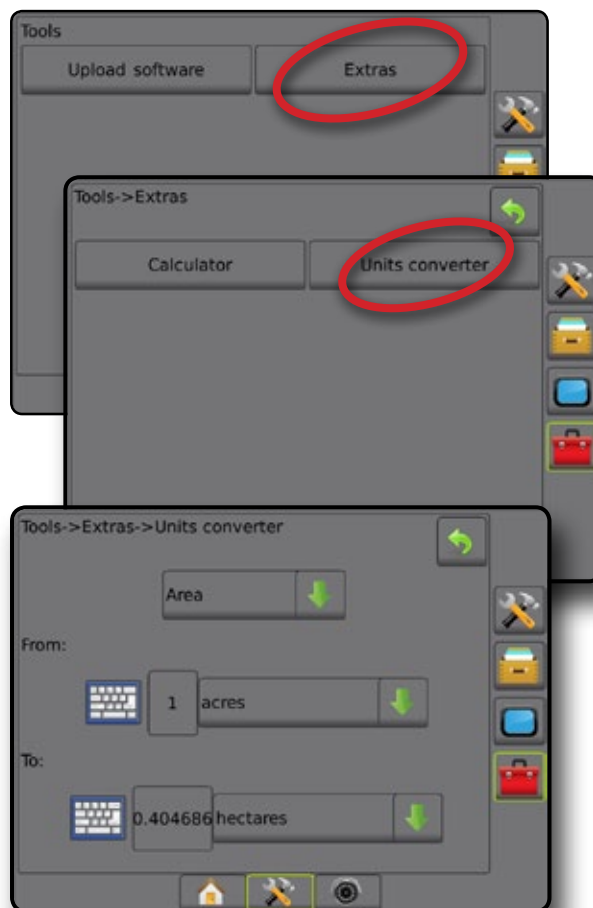 Tools
Upload software Extras
Tools->Extras
Calculator Units converter
Tools->Extras->Units converter
Area
From:
1 acres
To:
0.404686 hectares